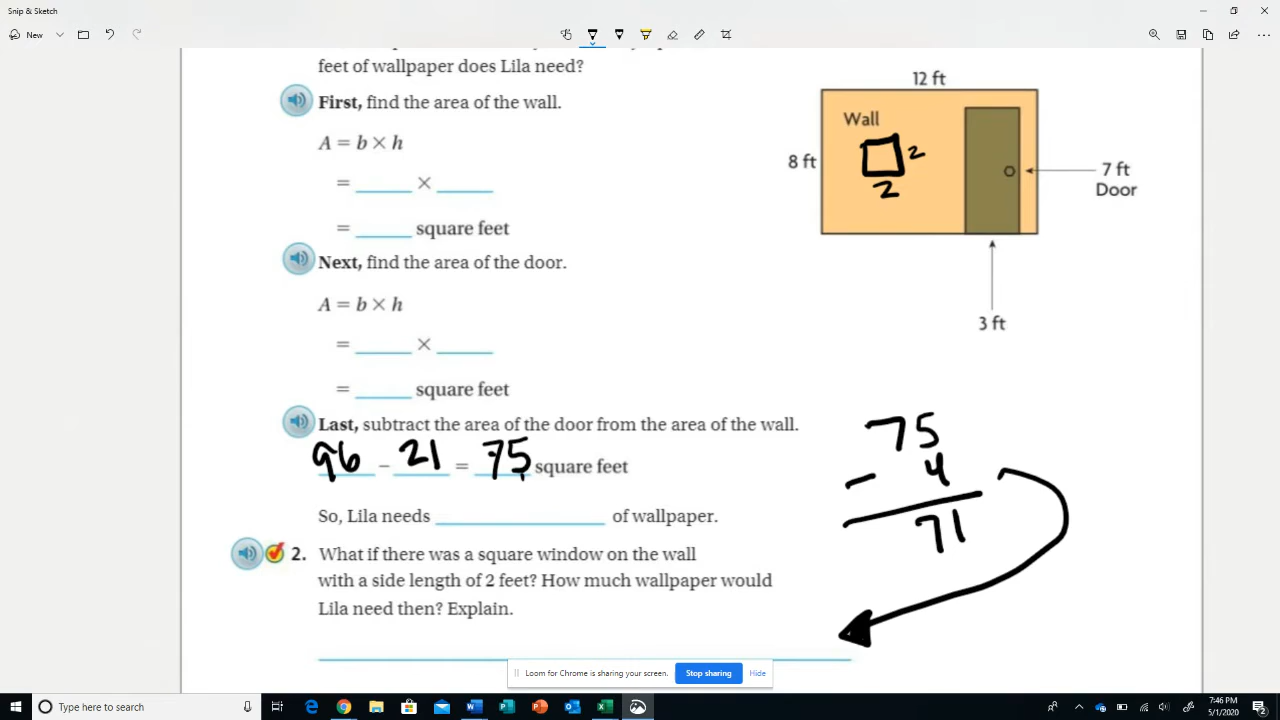 Snip & Sketch
New
feet of wallpaper does Lila need?
First, find the area of the wall.
A = b × h
= ____ × ____
= ____ square feet
Next, find the area of the door.
A = b × h
= ____ × ____
= ____ square feet
Last, subtract the area of the door from the area of the wall.
96 - 21 = 75 square feet
So, Lila needs ____ of wallpaper.
2. What if there was a square window on the wall
with a side length of 2 feet? How much wallpaper would
Lila need then? Explain.
12 ft
Wall
2
8 ft
2
7 ft
Door
3 ft
75
- 4
71
Loom for Chrome is sharing your screen.
Stop sharing
Hide
Type here to search
7:46 PM
5/1/2020